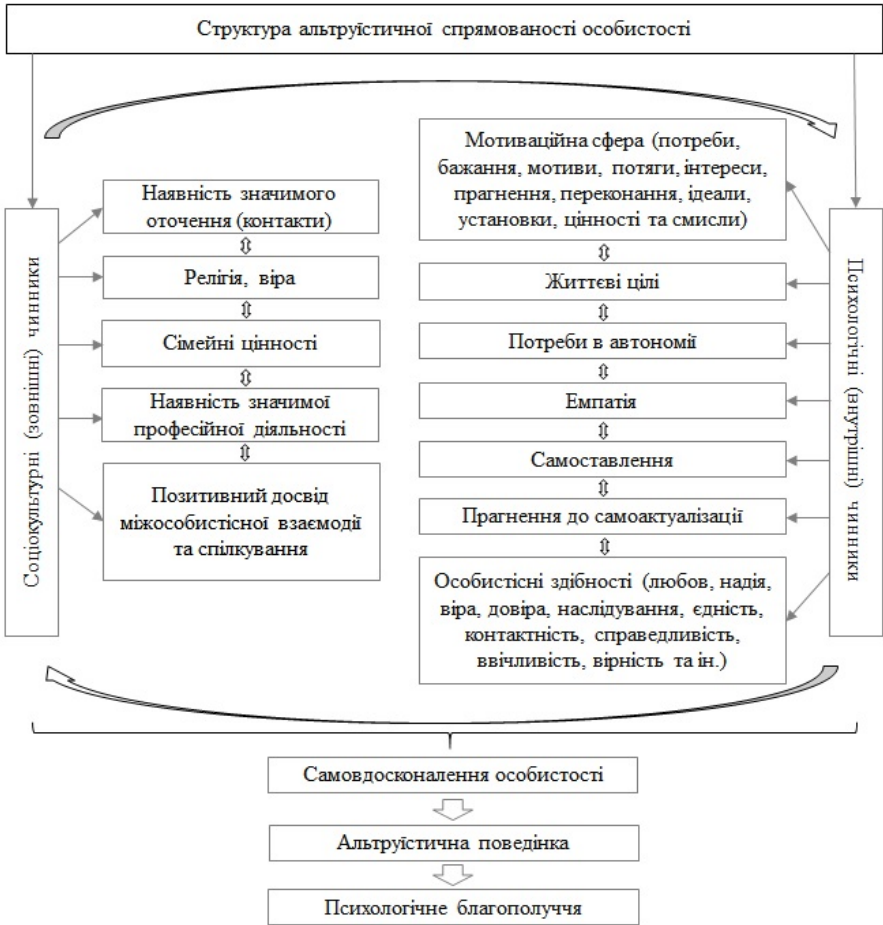 Структура альтруїстичної спрямованості особистості
Соціокультурні (зовнішні) чинники
Наявність значимого
оточення (контакти)
Релігія, віра
Сімейні цінності
Наявність значимої
професійної діяльності
Позитивний досвід
міжособистісної взаємодії
та спілкування
Мотиваційна сфера (потреби,
бажання, мотиви, потяги, інтереси,
прагнення, переконання, ідеали,
установки, цінності та смисли)
Життєві цілі
Потреби в автономії
Емпатія
Самоставлення
Прагнення до самоактуалізації
Особистісні здібності (любов, надія,
віра, довіра, наслідування, єдність,
контактність, справедливість,
ввічливість, вірність та ін.)
Психологічні (внутрішні) чинники
Самовдосконалення особистості
Альтруїстична поведінка
Психологічне благополуччя